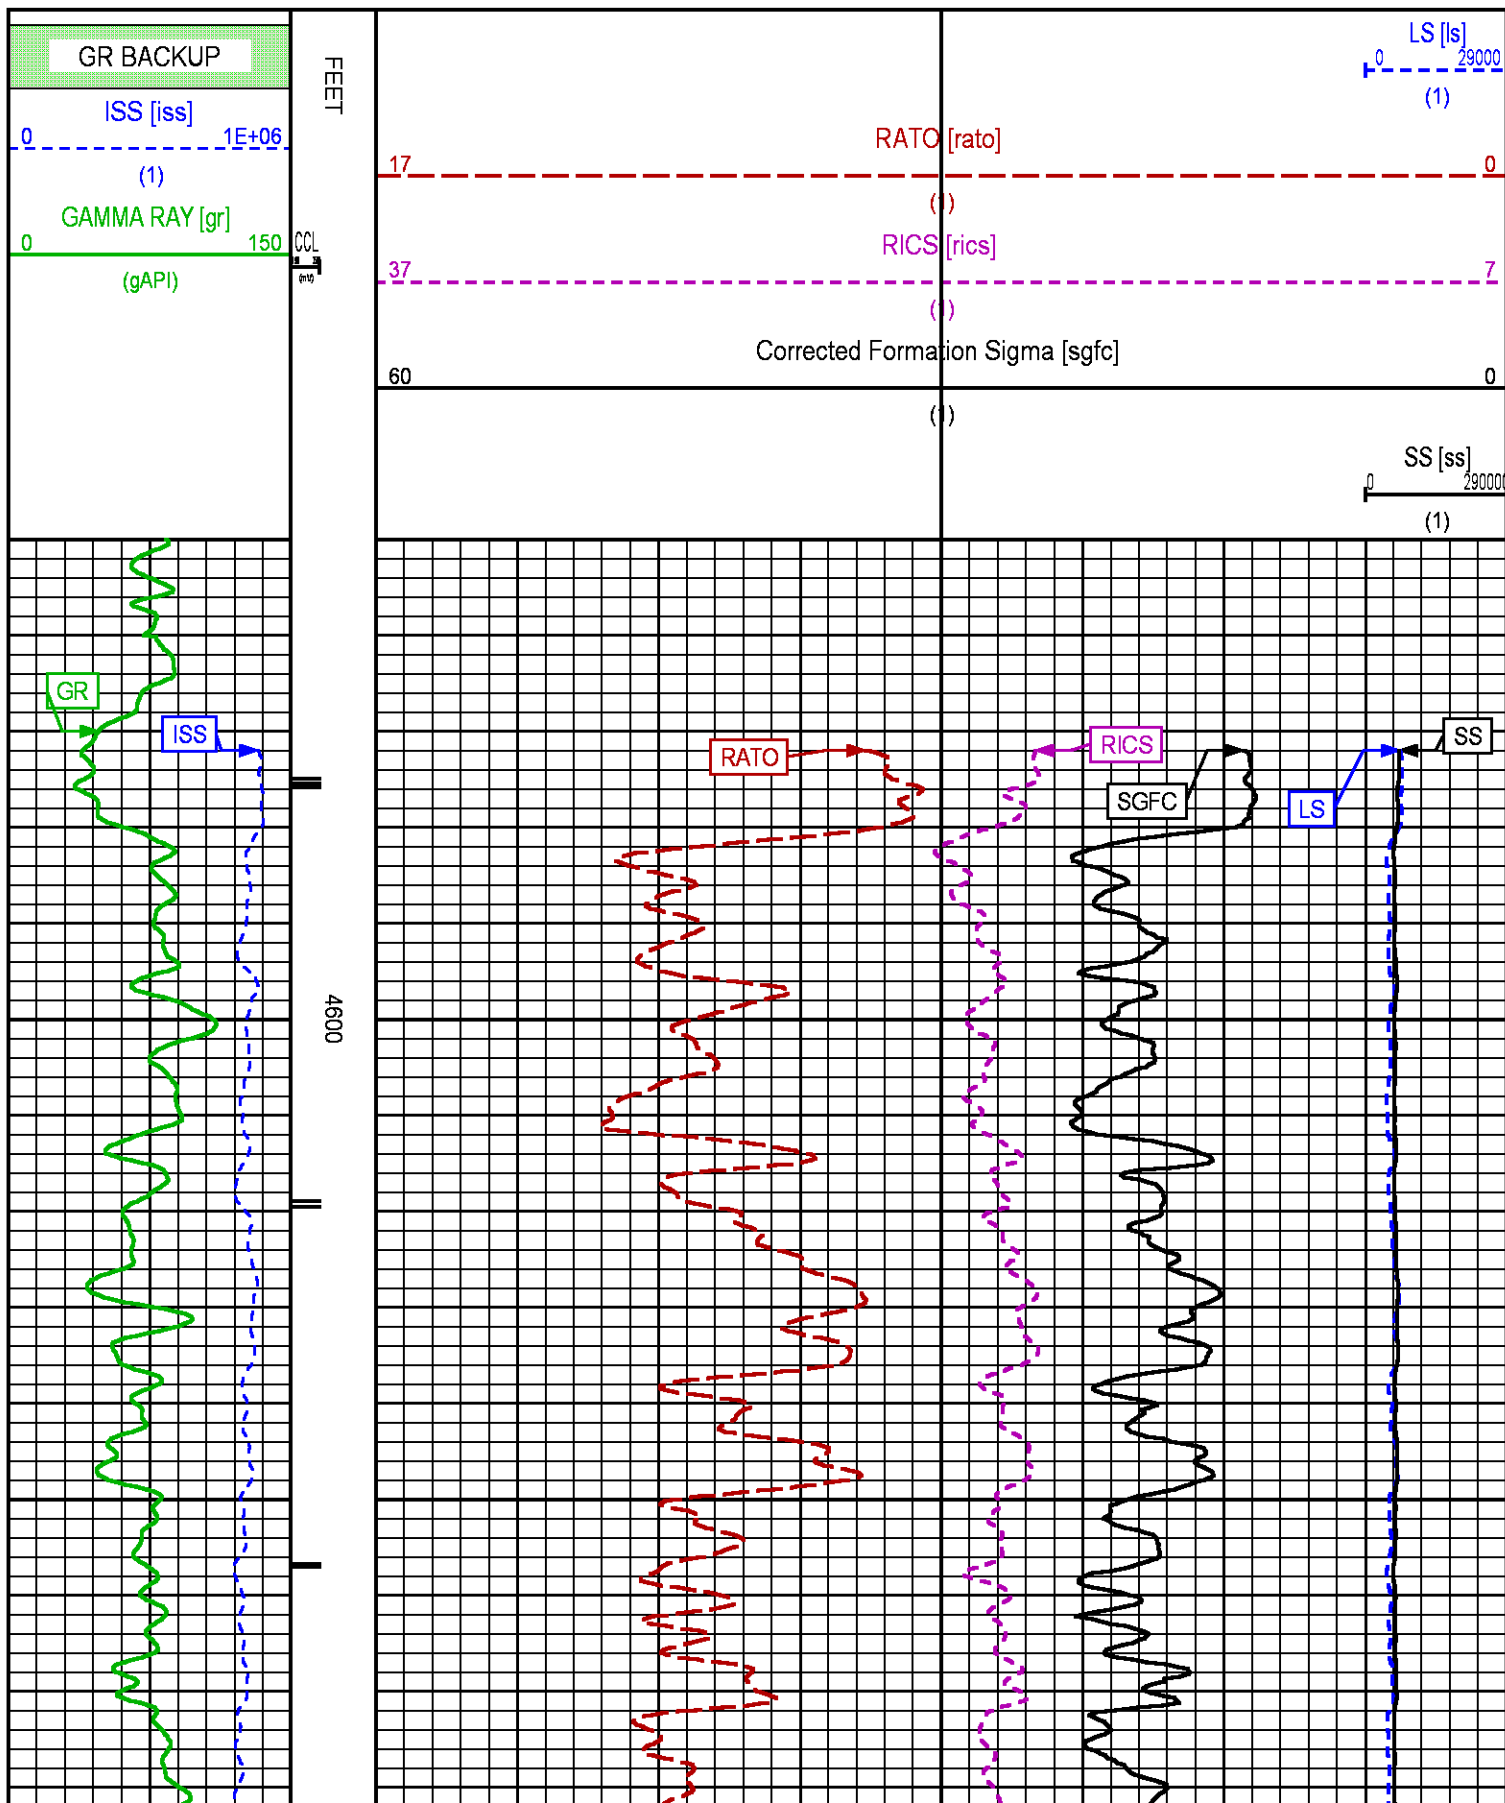 GR BACKUP
ISS [iss]
0 1E+06
(1)
GAMMA RAY [gr]
0 150
(gAPI)
FEET
CCL
LS [ls]
0 29000
(1)
RATO [rato]
17 0
(1)
RICS [rics]
37 7
(1)
Corrected Formation Sigma [sgfc]
60 0
(1)
SS [ss]
0 290000
(1)
GR
ISS
RATO
RICS
SGFC
LS
SS
4600